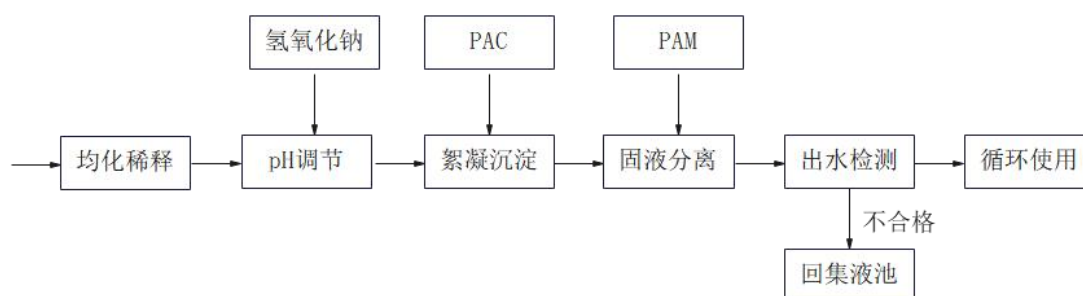 氢氧化钠
PAC
PAM
均化稀释
pH调节
絮凝沉淀
固液分离
出水检测
循环使用
不合格
回集液池